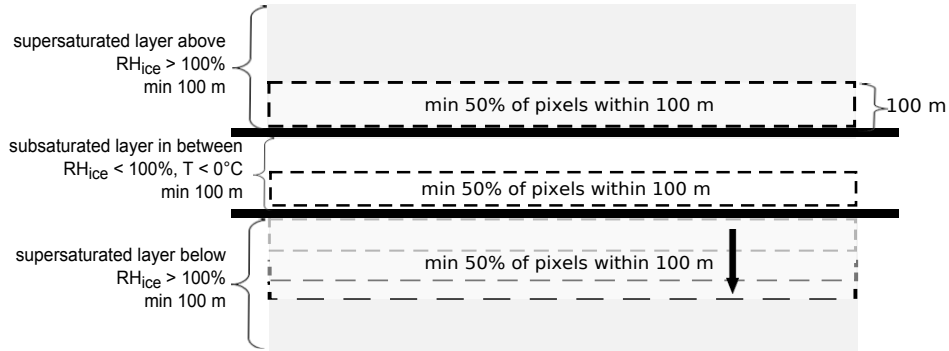 supersaturated layer above
RHice > 100%
min 100 m
min 50% of pixels within 100 m
100 m
subsaturated layer in between
RHice < 100%, T < 0°C
min 100 m
min 50% of pixels within 100 m
supersaturated layer below
RHice > 100%
min 100 m
min 50% of pixels within 100 m